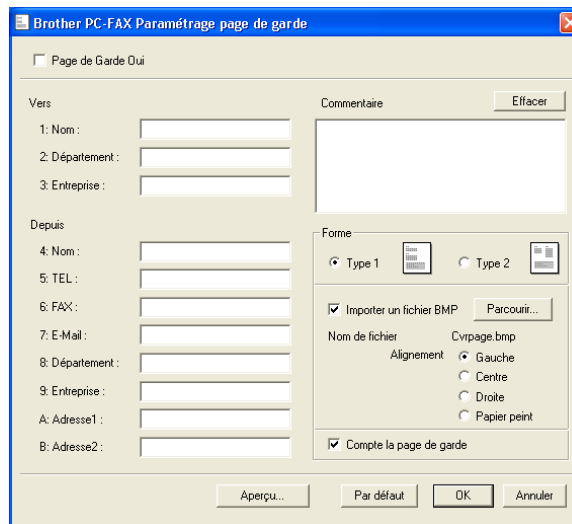 Brother PC-FAX Paramétrage page de garde
Page de Garde Oui
Vers
1: Nom :
2: Département :
3: Entreprise :
Depuis
4: Nom :
5: TEL :
6: FAX :
7: E-Mail :
8: Département :
9: Entreprise :
A: Adresse1 :
B: Adresse2 :
Commentaire
Effacer
Forme
Type 1
Type 2
Importer un fichier BMP
Parcourir...
Nom de fichier
Cvrpage.bmp
Alignement
Gauche
Centre
Droite
Papier peint
Compte la page de garde
Aperçu...
Par défaut
OK
Annuler